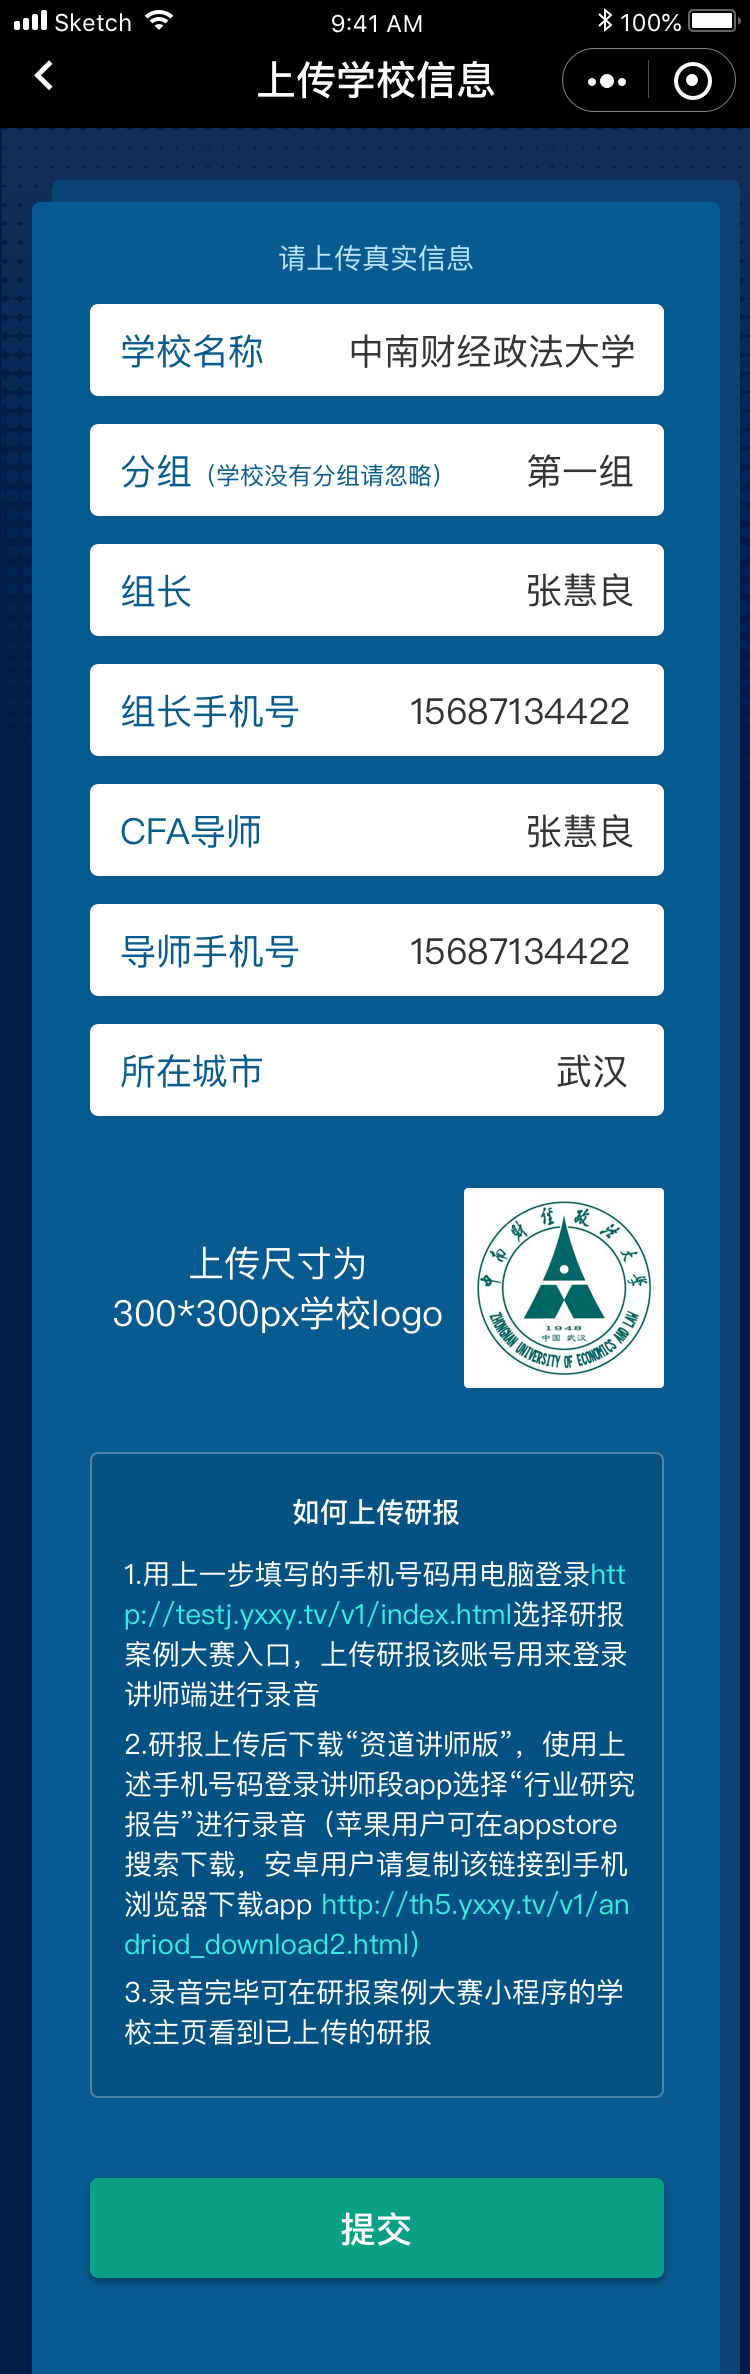 Sketch 9:41 AM 100%
上传学校信息
请上传真实信息
学校名称 中南财经政法大学
分组（学校没有分组请忽略） 第一组
组长 张慧良
组长手机号 15687134422
CFA导师 张慧良
导师手机号 15687134422
所在城市 武汉
上传尺寸为
300*300px学校logo
中南财经政法大学
1948
中国 武汉
ZHONGNAN UNIVERSITY OF ECONOMICS AND LAW
如何上传研报
1.用上一步填写的手机号码用电脑登录htt
p://testj.yxxy.tv/v1/index.html选择研报
案例大赛入口，上传研报该账号用来登录
讲师端进行录音
2.研报上传后下载“资道讲师版”，使用上
述手机号码登录讲师段app选择“行业研究
报告”进行录音（苹果用户可在appstore
搜索下载，安卓用户请复制该链接到手机
浏览器下载app http://th5.yxxy.tv/v1/an
driod_download2.html）
3.录音完毕可在研报案例大赛小程序的学
校主页看到已上传的研报
提交